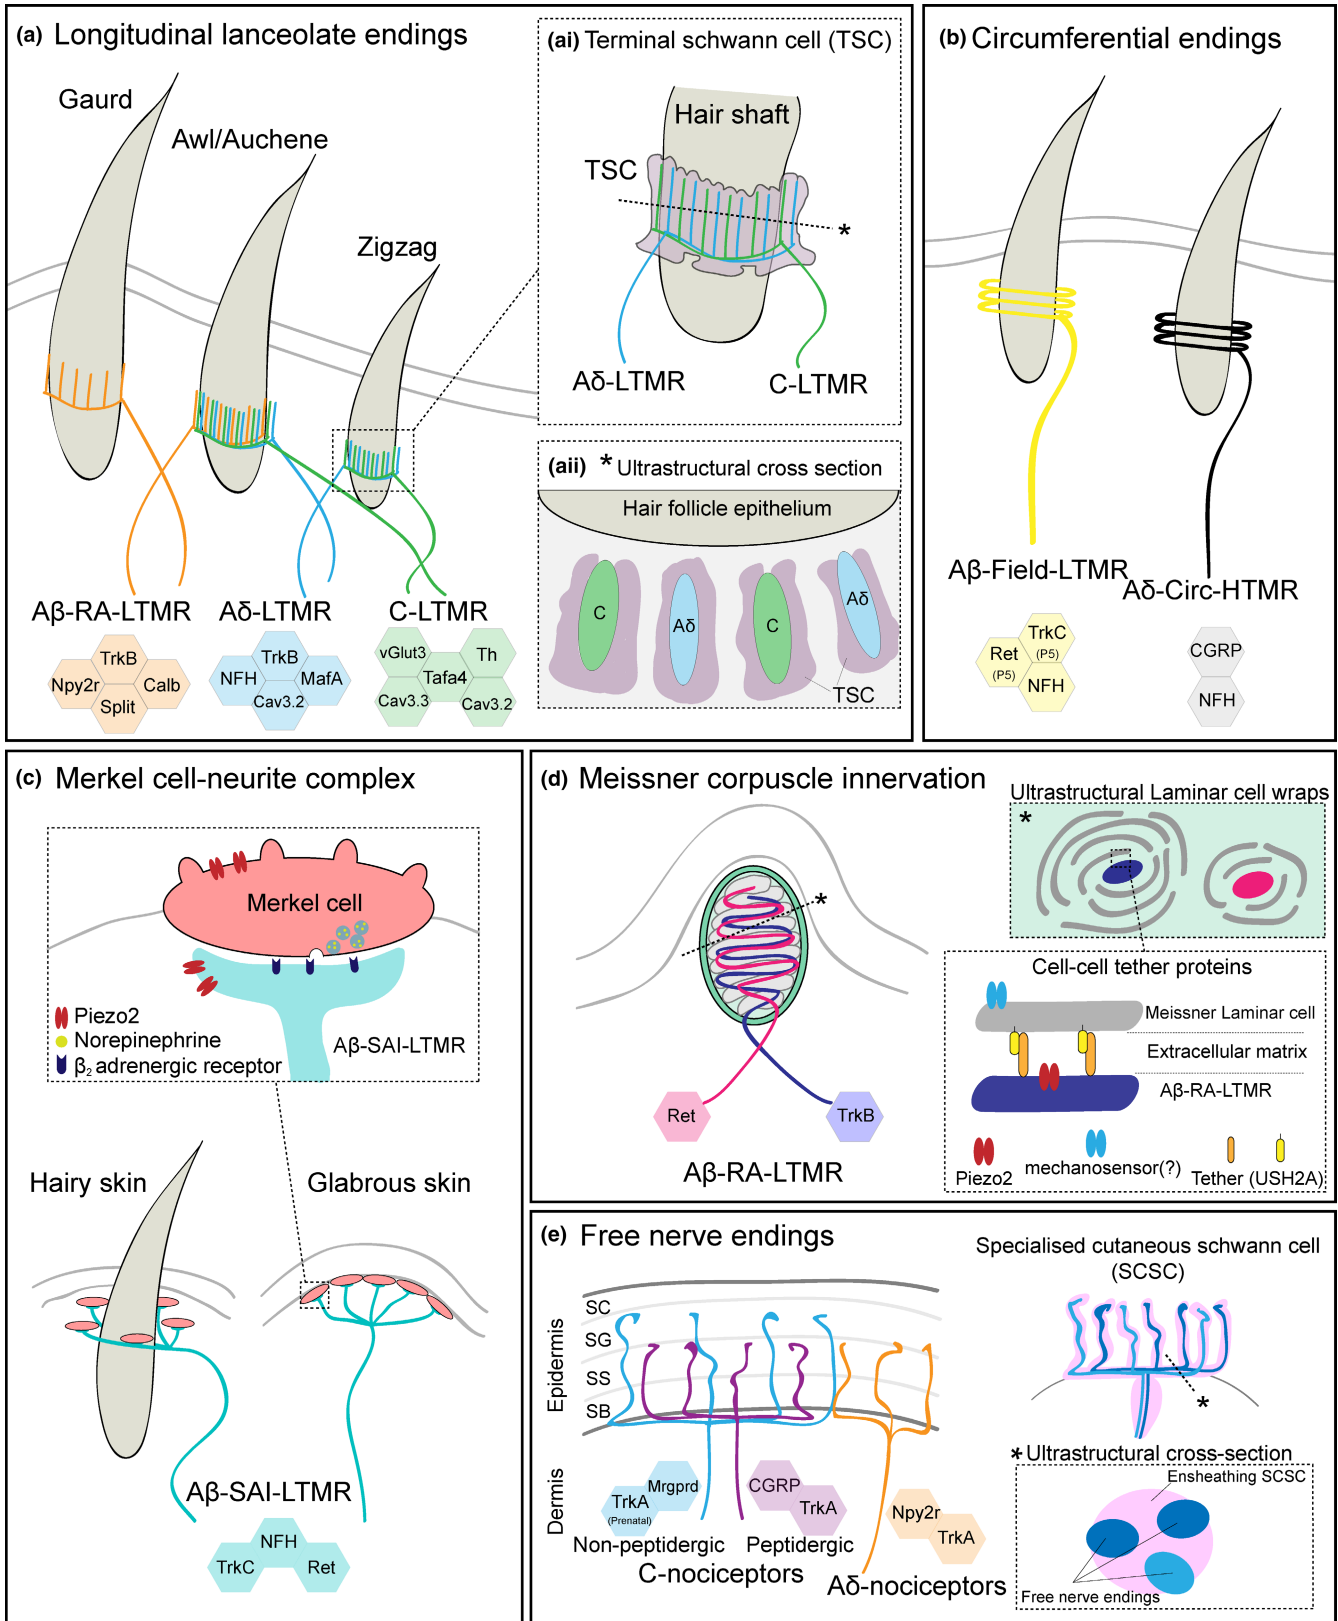 (a) Longitudinal lanceolate endings
Gaurd
Awl/Auchene
Zigzag
Aβ-RA-LTMR
Aδ-LTMR
C-LTMR
TrkB
Npy2r
Calb
Split
TrkB
NFH
MafA
Cav3.2
vGlut3
Th
Tafa4
Cav3.3
Cav3.2
(ai) Terminal schwann cell (TSC)
Hair shaft
TSC
*
Aδ-LTMR
C-LTMR
(aii) * Ultrastructural cross section
Hair follicle epithelium
C
Aδ
C
Aδ
TSC
(b) Circumferential endings
Aβ-Field-LTMR
Aδ-Circ-HTMR
TrkC
(P5)
Ret
(P5)
NFH
CGRP
NFH
(c) Merkel cell-neurite complex
Merkel cell
Piezo2
Norepinephrine
β2 adrenergic receptor
Aβ-SAI-LTMR
Hairy skin
Glabrous skin
Aβ-SAI-LTMR
NFH
TrkC
Ret
(d) Meissner corpuscle innervation
*
Ret
TrkB
Aβ-RA-LTMR
Ultrastructural Laminar cell wraps
*
Cell-cell tether proteins
Meissner Laminar cell
Extracellular matrix
Aβ-RA-LTMR
Piezo2
mechanosensor(?)
Tether (USH2A)
(e) Free nerve endings
Epidermis
SC
SG
SS
SB
Dermis
Mrgprd
TrkA
(Prenatal)
CGRP
TrkA
Npy2r
TrkA
Non-peptidergic
Peptidergic
C-nociceptors
Aδ-nociceptors
Specialised cutaneous schwann cell
(SCSC)
*
* Ultrastructural cross-section
Ensheathing SCSC
Free nerve endings